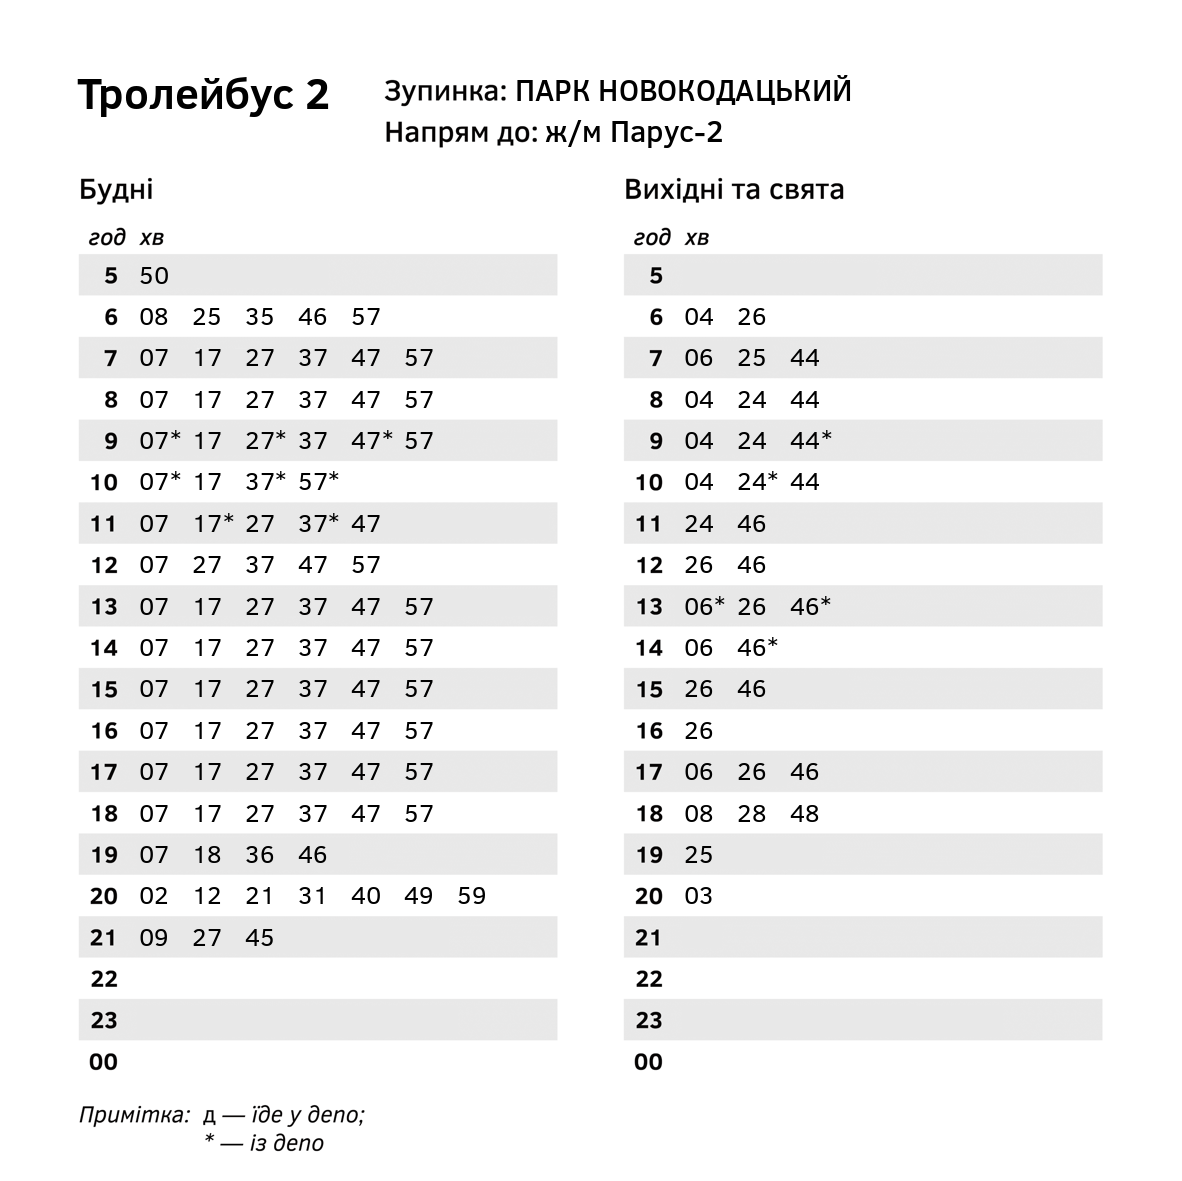 Тролейбус 2
Зупинка: ПАРК НОВОКОДАЦЬКИЙ
Напрям до: ж/м Парус-2
Будні
год хв
5 50
6 08 25 35 46 57
7 07 17 27 37 47 57
8 07 17 27 37 47 57
9 07* 17 27* 37 47* 57
10 07* 17 37* 57*
11 07 17* 27 37* 47
12 07 27 37 47 57
13 07 17 27 37 47 57
14 07 17 27 37 47 57
15 07 17 27 37 47 57
16 07 17 27 37 47 57
17 07 17 27 37 47 57
18 07 17 27 37 47 57
19 07 18 36 46
20 02 12 21 31 40 49 59
21 09 27 45
22
23
00
Вихідні та свята
год хв
5
6 04 26
7 06 25 44
8 04 24 44
9 04 24 44*
10 04 24* 44
11 24 46
12 26 46
13 06* 26 46*
14 06 46*
15 26 46
16 26
17 06 26 46
18 08 28 48
19 25
20 03
21
22
23
00
Примітка: д — їде у депо;
* — із депо